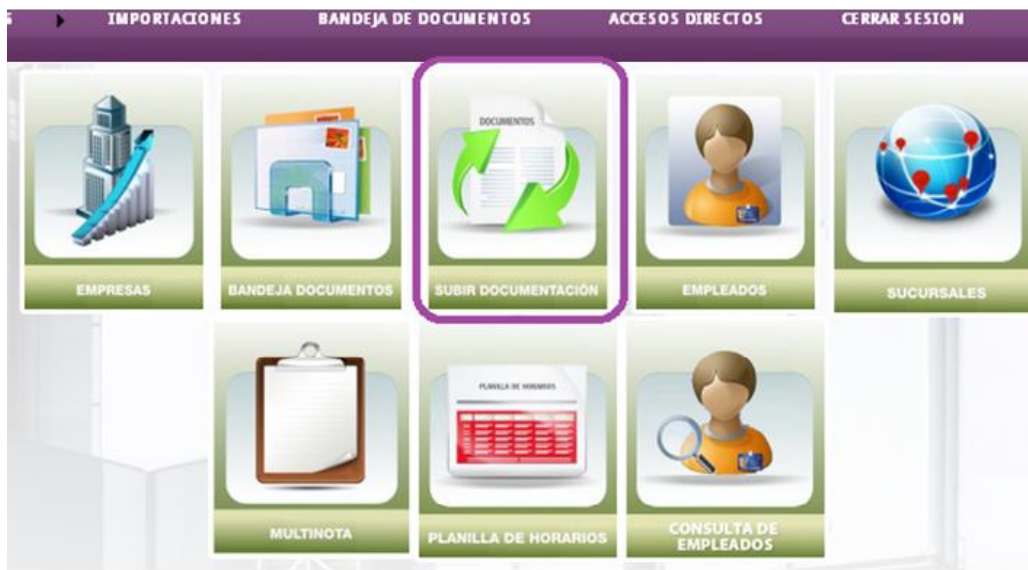 IMPORTACIONES BANDEJA DE DOCUMENTOS ACCESOS DIRECTOS CERRAR SESION
DOCUMENTOS
EMPRESAS BANDEJA DOCUMENTOS SUBIR DOCUMENTACIÓN EMPLEADOS SUCURSALES
PLANILLA DE HORARIOS
MULTINOTA PLANILLA DE HORARIOS CONSULTA DE
EMPLEADOS